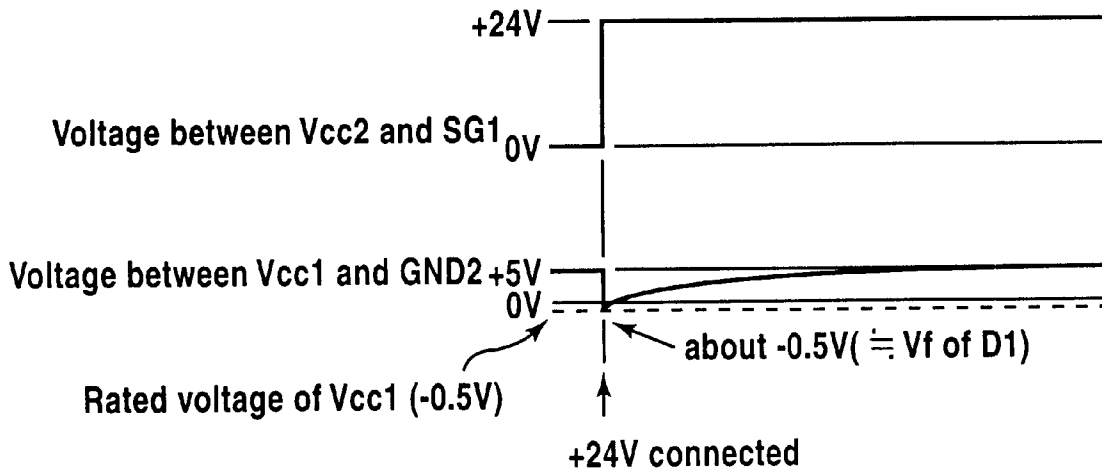 +24V
Voltage between Vcc2 and SG1 0V
Voltage between Vcc1 and GND2 +5V
0V
about -0.5V( ≒ Vf of D1)
Rated voltage of Vcc1 (-0.5V)
+24V connected